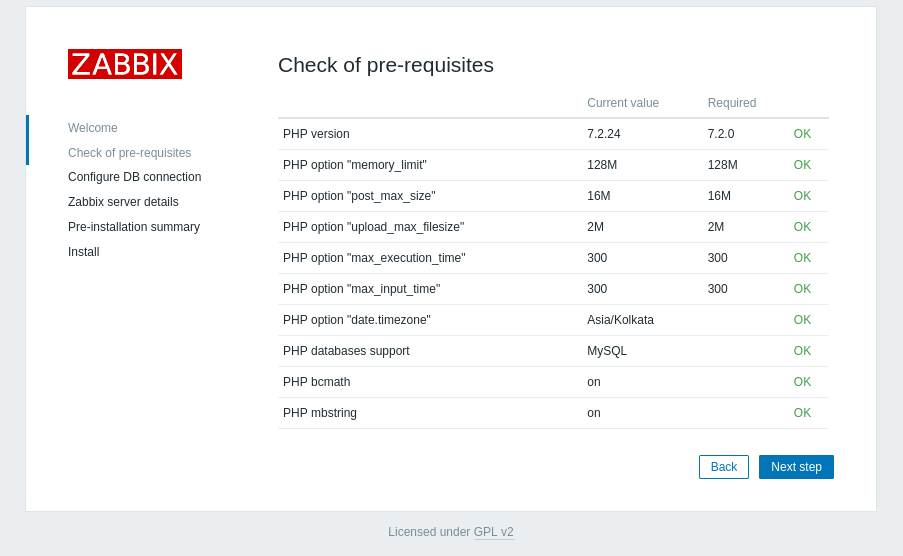 ZABBIX
Check of pre-requisites
Welcome
Check of pre-requisites
Configure DB connection
Zabbix server details
Pre-installation summary
Install
Current value Required
PHP version 7.2.24 7.2.0 OK
PHP option "memory_limit" 128M 128M OK
PHP option "post_max_size" 16M 16M OK
PHP option "upload_max_filesize" 2M 2M OK
PHP option "max_execution_time" 300 300 OK
PHP option "max_input_time" 300 300 OK
PHP option "date.timezone" Asia/Kolkata OK
PHP databases support MySQL OK
PHP bcmath on OK
PHP mbstring on OK
Back Next step
Licensed under GPL v2